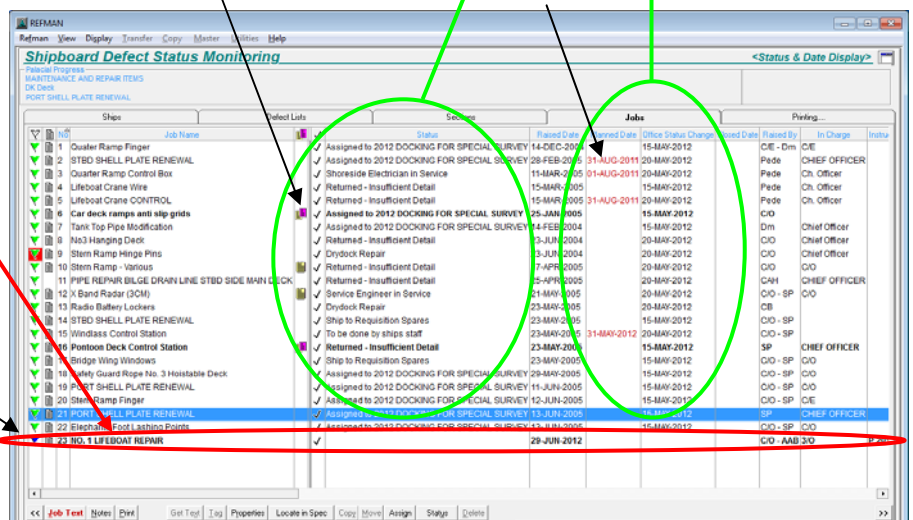 REFMAN
Refman View Display Transfer Copy Master Utilities Help
Shipboard Defect Status Monitoring <Status & Date Display>
Palacial Progress
MAINTENANCE AND REPAIR ITEMS
DK Deck
PORT SHELL PLATE RENEWAL
Ships Defect Lists Sections Jobs Printing....
No Job Name Status Raised Date Planned Date Office Status Change Closed Date Raised By In Charge Instru
1 Quater Ramp Finger Assigned to 2012 DOCKING FOR SPECIAL SURVEY 14-DEC-2004 15-MAY-2012 C/E - Dm C/E
2 STBD SHELL PLATE RENEWAL Assigned to 2012 DOCKING FOR SPECIAL SURVEY 28-FEB-2005 31-AUG-2011 20-MAY-2012 Pede CHIEF OFFICER
3 Quarter Ramp Control Box Shoreside Electrician in Service 11-MAR-2005 01-AUG-2011 20-MAY-2012 Pede Ch. Officer
4 Lifeboat Crane Wire Returned - Insufficient Detail 15-MAR-2005 15-MAY-2012 Pede Ch. Officer
5 Lifeboat Crane CONTROL Returned - Insufficient Detail 15-MAR-2005 31-AUG-2011 20-MAY-2012 Pede Ch. Officer
6 Car deck ramps anti slip grids Assigned to 2012 DOCKING FOR SPECIAL SURVEY 25-JAN-2005 15-MAY-2012 C/O
7 Tank Top Pipe Modification Assigned to 2012 DOCKING FOR SPECIAL SURVEY 14-FEB-2004 15-MAY-2012 Dm Chief Officer
8 No3 Hanging Deck Returned - Insufficient Detail 23-JUN-2004 20-MAY-2012 C/O Chief Officer
9 Stern Ramp Hinge Pins Drydock Repair 23-JUN-2004 20-MAY-2012 C/O Chief Officer
10 Stern Ramp - Various Returned - Insufficient Detail 07-APR-2005 20-MAY-2012 C/O C/O
11 PIPE REPAIR BILGE DRAIN LINE STBD SIDE MAIN DECK Returned - Insufficient Detail 25-APR-2005 20-MAY-2012 CAH CHIEF OFFICER
12 X Band Radar (3CM) Service Engineer in Service 21-MAY-2005 20-MAY-2012 C/O - SP C/O
13 Radio Battery Lockers Drydock Repair 23-MAY-2005 20-MAY-2012 CB
14 STBD SHELL PLATE RENEWAL Ship to Requisition Spares 23-MAY-2005 15-MAY-2012 C/O - SP
15 Windlass Control Station To be done by ships staff 23-MAY-2005 31-MAY-2012 20-MAY-2012 C/O - SP
16 Pontoon Deck Control Station Returned - Insufficient Detail 23-MAY-2005 15-MAY-2012 SP CHIEF OFFICER
Bridge Wing Windows Ship to Requisition Spares 23-MAY-2005 15-MAY-2012 C/O - SP C/O
Safety Guard Rope No. 3 Hoistable Deck Assigned to 2012 DOCKING FOR SPECIAL SURVEY 29-MAY-2005 15-MAY-2012 C/O - SP C/O
19 PORT SHELL PLATE RENEWAL Assigned to 2012 DOCKING FOR SPECIAL SURVEY 11-JUN-2005 15-MAY-2012 C/O - SP C/O
20 Stern Ramp Finger Assigned to 2012 DOCKING FOR SPECIAL SURVEY 12-JUN-2005 15-MAY-2012 C/O - SP C/E
21 PORT SHELL PLATE RENEWAL Assigned to 2012 DOCKING FOR SPECIAL SURVEY 13-JUN-2005 15-MAY-2012 SP CHIEF OFFICER
22 Elephants Foot Lashing Points Assigned to 2012 DOCKING FOR SPECIAL SURVEY 13-JUN-2005 15-MAY-2012 C/O - SP C/O
23 NO. 1 LIFEBOAT REPAIR 29-JUN-2012 C/O - AAB 3/O
<< Job Text Notes Print Get Text Tag Properties Locate in Spec Copy Move Assign Status Delete >>